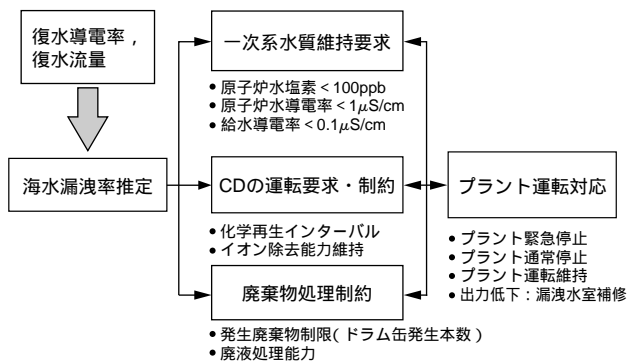 復水導電率，
復水流量
海水漏洩率推定
一次系水質維持要求
● 原子炉水塩素＜100ppb
● 原子炉水導電率＜1μS/cm
● 給水導電率＜0.1μS/cm
CDの運転要求・制約
● 化学再生インターバル
● イオン除去能力維持
廃棄物処理制約
● 発生廃棄物制限（ドラム缶発生本数）
● 廃液処理能力
プラント運転対応
● プラント緊急停止
● プラント通常停止
● プラント運転維持
● 出力低下：漏洩水室補修